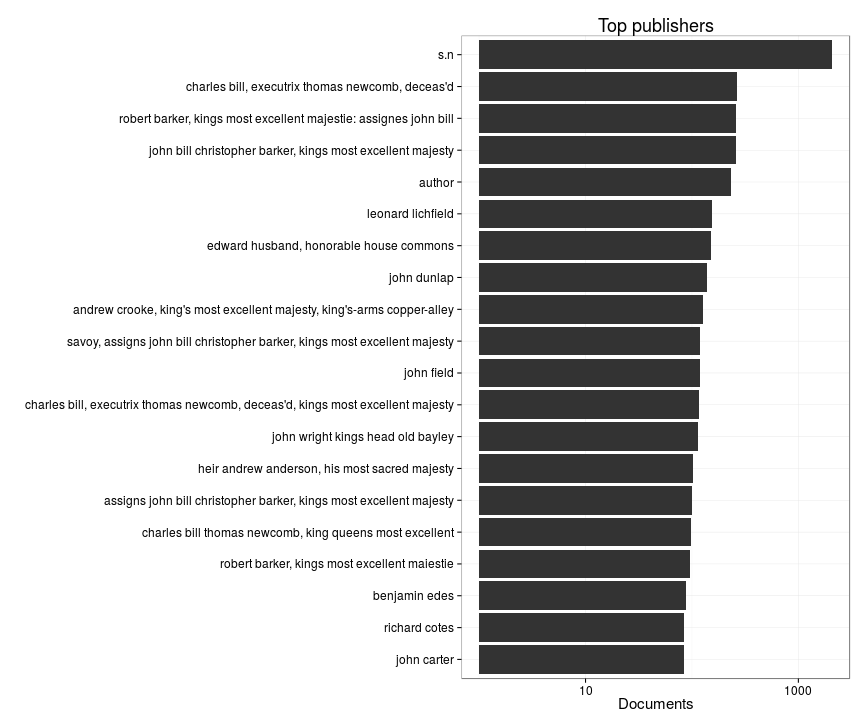 Top publishers
s.n
charles bill, executrix thomas newcomb, deceas'd
robert barker, kings most excellent majestie: assignes john bill
john bill christopher barker, kings most excellent majesty
author
leonard lichfield
edward husband, honorable house commons
john dunlap
andrew crooke, king's most excellent majesty, king's-arms copper-alley
savoy, assigns john bill christopher barker, kings most excellent majesty
john field
charles bill, executrix thomas newcomb, deceas'd, kings most excellent majesty
john wright kings head old bayley
heir andrew anderson, his most sacred majesty
assigns john bill christopher barker, kings most excellent majesty
charles bill thomas newcomb, king queens most excellent
robert barker, kings most excellent maiestie
benjamin edes
richard cotes
john carter
10 1000
Documents